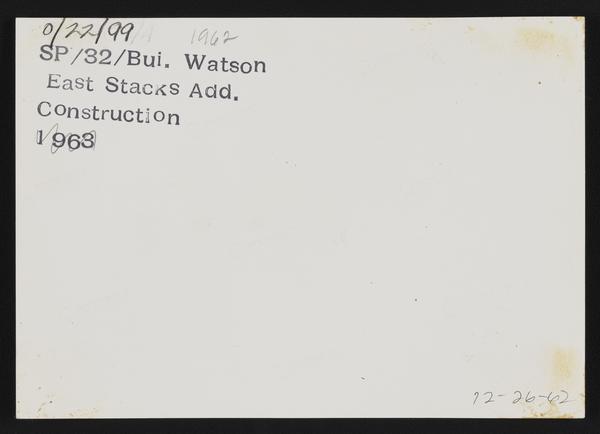 0/22/99 1962
SP/32/Bui. Watson
East Stacks Add.
Construction
1963
12-26-62